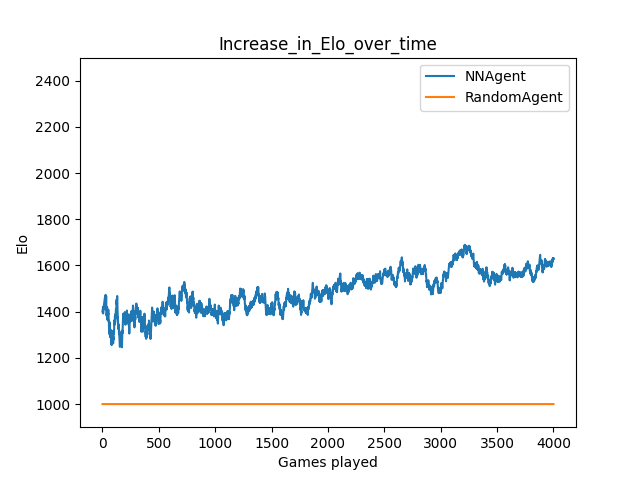 Increase_in_Elo_over_time
NNAgent
RandomAgent
2400
2200
2000
1800
1600
1400
1200
1000
Elo
0 500 1000 1500 2000 2500 3000 3500 4000
Games played